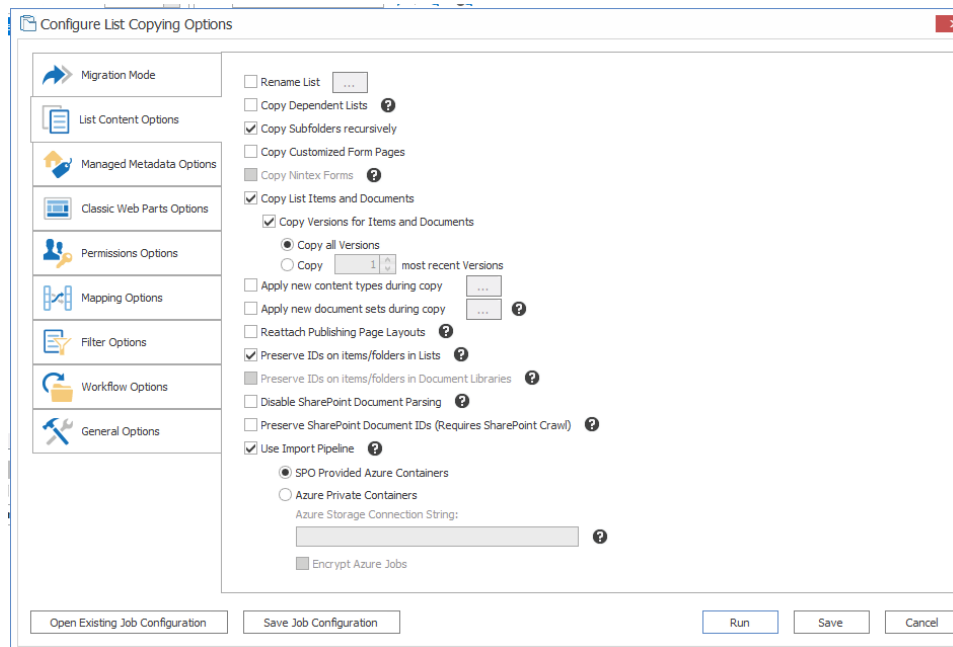 Configure List Copying Options
Migration Mode
List Content Options
Managed Metadata Options
Classic Web Parts Options
Permissions Options
Mapping Options
Filter Options
Workflow Options
General Options
Rename List ...
Copy Dependent Lists ?
Copy Subfolders recursively
Copy Customized Form Pages
Copy Nintex Forms ?
Copy List Items and Documents
Copy Versions for Items and Documents
Copy all Versions
Copy 1 most recent Versions
Apply new content types during copy ...
Apply new document sets during copy ... ?
Reattach Publishing Page Layouts ?
Preserve IDs on items/folders in Lists ?
Preserve IDs on items/folders in Document Libraries ?
Disable SharePoint Document Parsing ?
Preserve SharePoint Document IDs (Requires SharePoint Crawl) ?
Use Import Pipeline ?
SPO Provided Azure Containers
Azure Private Containers
Azure Storage Connection String:
?
Encrypt Azure Jobs
Open Existing Job Configuration Save Job Configuration Run Save Cancel